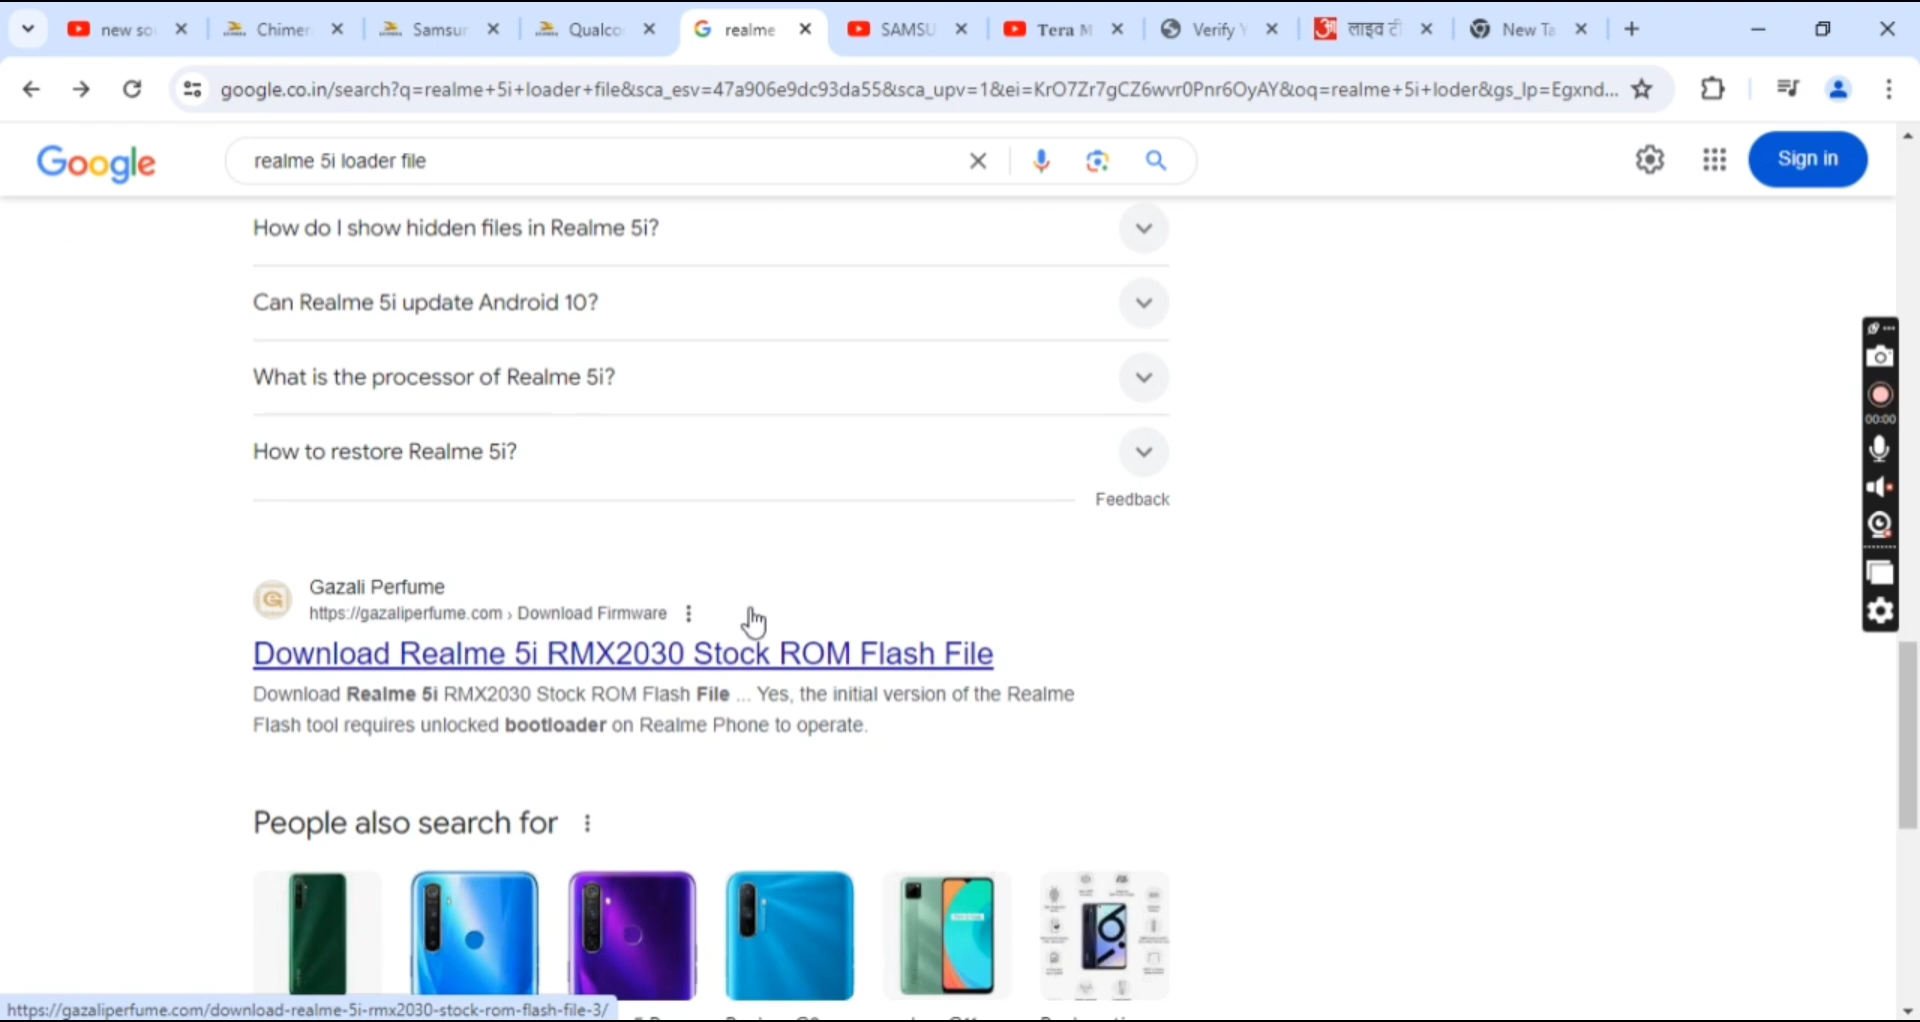 new so
Chimer
Samsur
Qualco
realme
SAMSU
Tera M
Verify Y
लाइव टी
New Ta
google.co.in/search?q=realme+5i+loader+file&sca_esv=47a906e9dc93da55&sca_upv=1&ei=KrO7Zr7gCZ6wvr0Pnr6OyAY&oq=realme+5i+loder&gs_lp=Egxnd...
Google
realme 5i loader file
Sign in
How do I show hidden files in Realme 5i?
Can Realme 5i update Android 10?
What is the processor of Realme 5i?
How to restore Realme 5i?
Feedback
00:00
Gazali Perfume
https://gazaliperfume.com › Download Firmware
Download Realme 5i RMX2030 Stock ROM Flash File
Download Realme 5i RMX2030 Stock ROM Flash File ... Yes, the initial version of the Realme
Flash tool requires unlocked bootloader on Realme Phone to operate.
People also search for
https://gazaliperfume.com/download-realme-5i-rmx2030-stock-rom-flash-file-3/